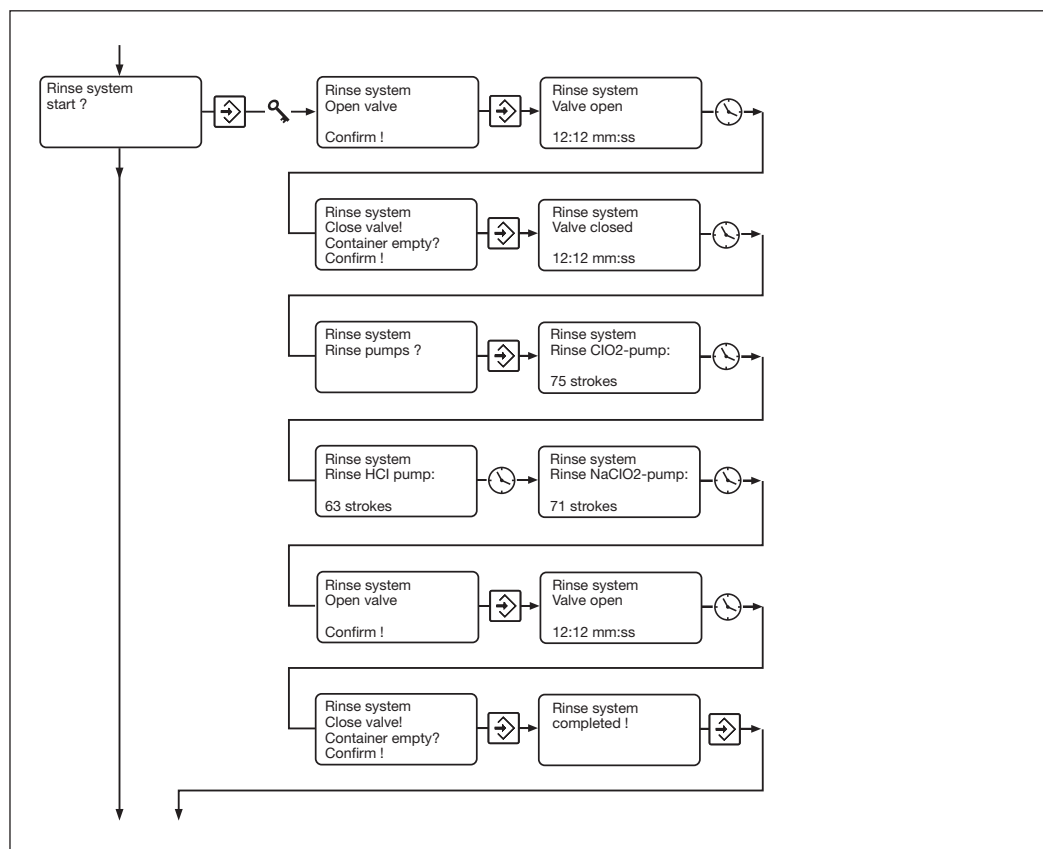 Rinse system
start ?
Rinse system
Open valve
Confirm !
Rinse system
Valve open
12:12 mm:ss
Rinse system
Close valve!
Container empty?
Confirm !
Rinse system
Valve closed
12:12 mm:ss
Rinse system
Rinse pumps ?
Rinse system
Rinse ClO2-pump:
75 strokes
Rinse system
Rinse HCl pump:
63 strokes
Rinse system
Rinse NaClO2-pump:
71 strokes
Rinse system
Open valve
Confirm !
Rinse system
Valve open
12:12 mm:ss
Rinse system
Close valve!
Container empty?
Confirm !
Rinse system
completed !